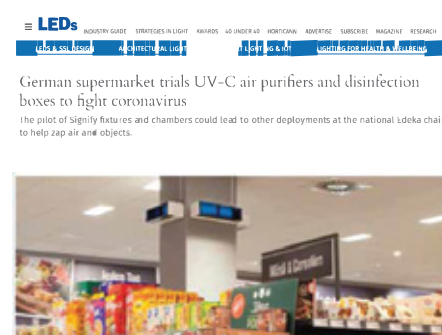 LEDs
INDUSTRY GUIDE STRATEGIES IN LIGHT AWARDS 40 UNDER 40 HORTICANN ADVERTISE SUBSCRIBE MAGAZINE RESEARCH
LEDS & SSL DESIGN ARCHITECTURAL LIGHT LIGHTING & IOT LIGHTING FOR HEALTH & WELLBEING
German supermarket trials UV-C air purifiers and disinfection
boxes to fight coronavirus
The pilot of Signify fixtures and chambers could lead to other deployments at the national Edeka chai
to help zap air and objects.